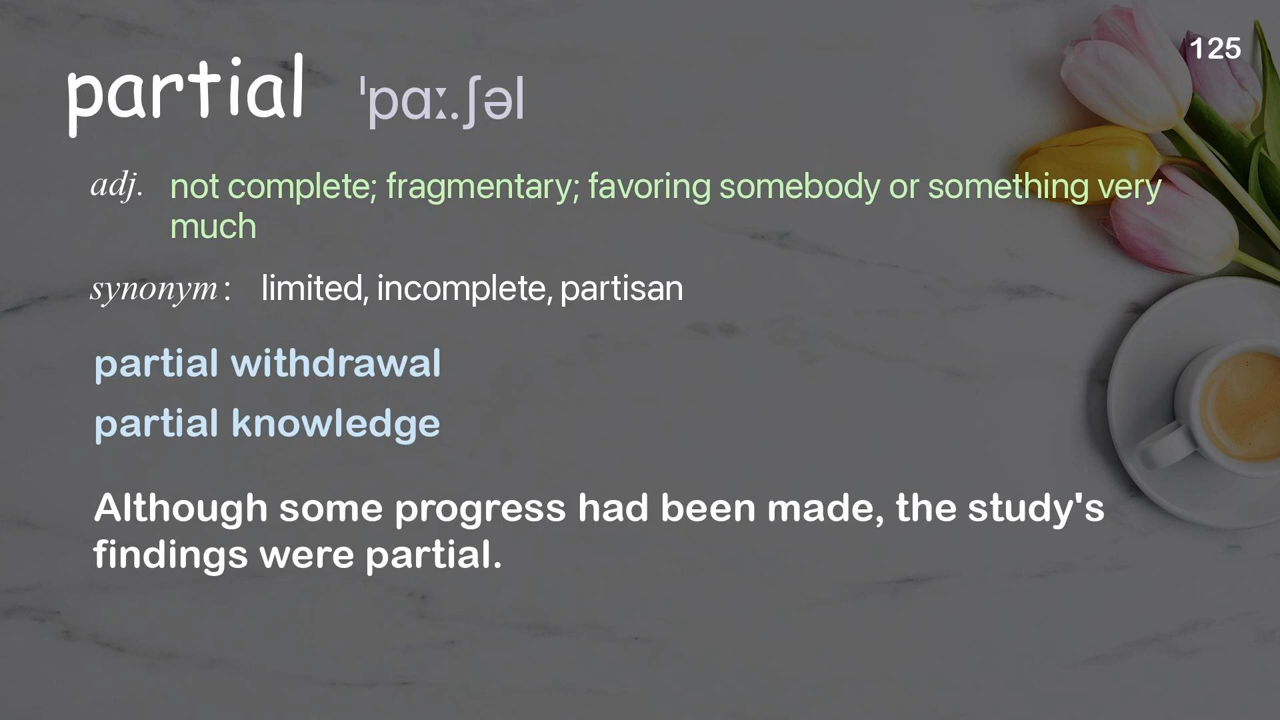 125
partial ˈpɑː.ʃəl
adj. not complete; fragmentary; favoring somebody or something very
much
synonym : limited, incomplete, partisan
partial withdrawal
partial knowledge
Although some progress had been made, the study's
findings were partial.